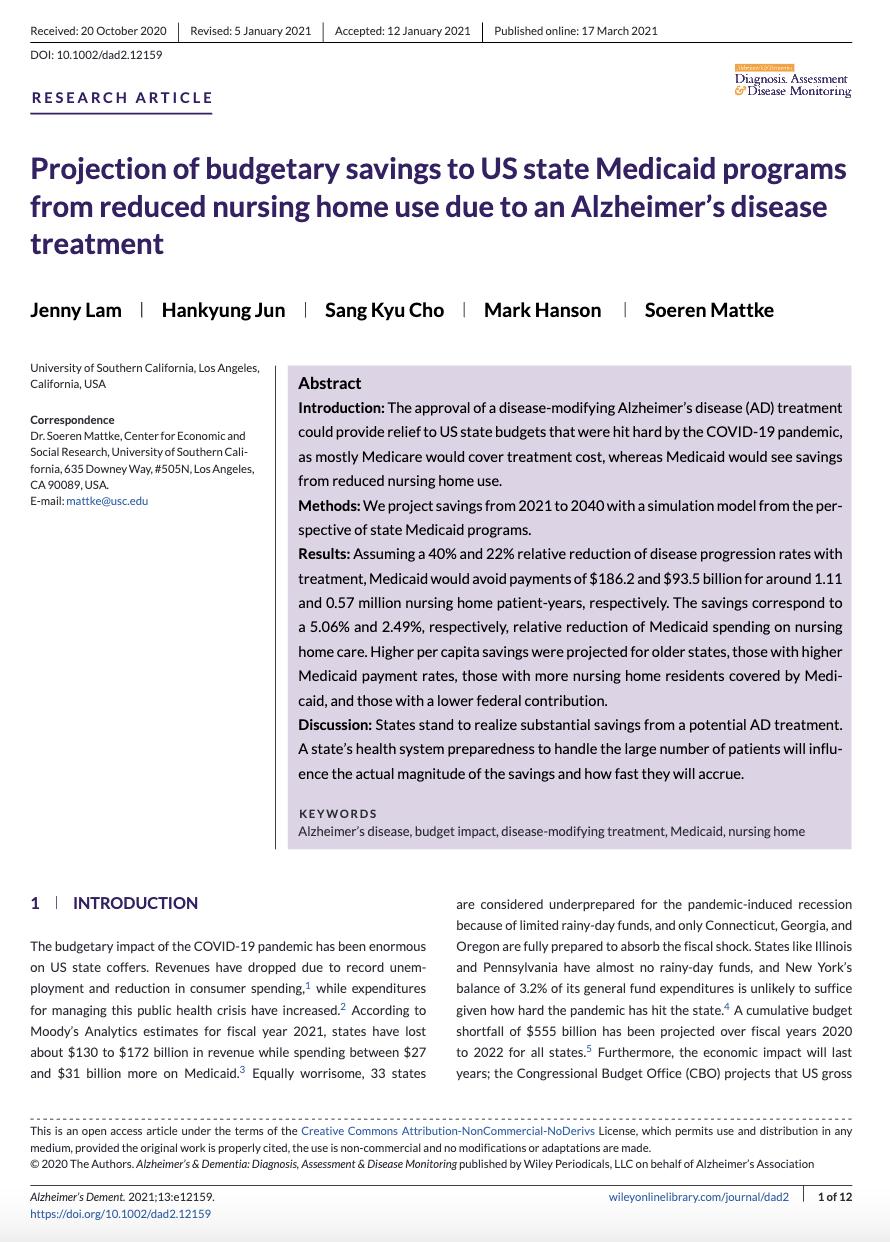 Received: 20 October 2020 | Revised: 5 January 2021 | Accepted: 12 January 2021 | Published online: 17 March 2021
DOI: 10.1002/dad2.12159
Alzheimer's & Dementia
Diagnosis, Assessment
& Disease Monitoring
RESEARCH ARTICLE
Projection of budgetary savings to US state Medicaid programs
from reduced nursing home use due to an Alzheimer's disease
treatment
Jenny Lam | Hankyung Jun | Sang Kyu Cho | Mark Hanson | Soeren Mattke
University of Southern California, Los Angeles,
California, USA
Correspondence
Dr. Soeren Mattke, Center for Economic and
Social Research, University of Southern Cali-
fornia, 635 Downey Way, #505N, Los Angeles,
CA 90089, USA.
E-mail: mattke@usc.edu
Abstract
Introduction: The approval of a disease-modifying Alzheimer's disease (AD) treatment
could provide relief to US state budgets that were hit hard by the COVID-19 pandemic,
as mostly Medicare would cover treatment cost, whereas Medicaid would see savings
from reduced nursing home use.
Methods: We project savings from 2021 to 2040 with a simulation model from the per-
spective of state Medicaid programs.
Results: Assuming a 40% and 22% relative reduction of disease progression rates with
treatment, Medicaid would avoid payments of $186.2 and $93.5 billion for around 1.11
and 0.57 million nursing home patient-years, respectively. The savings correspond to
a 5.06% and 2.49%, respectively, relative reduction of Medicaid spending on nursing
home care. Higher per capita savings were projected for older states, those with higher
Medicaid payment rates, those with more nursing home residents covered by Medi-
caid, and those with a lower federal contribution.
Discussion: States stand to realize substantial savings from a potential AD treatment.
A state's health system preparedness to handle the large number of patients will influ-
ence the actual magnitude of the savings and how fast they will accrue.
KEYWORDS
Alzheimer's disease, budget impact, disease-modifying treatment, Medicaid, nursing home
1 | INTRODUCTION
The budgetary impact of the COVID-19 pandemic has been enormous
on US state coffers. Revenues have dropped due to record unem-
ployment and reduction in consumer spending,1 while expenditures
for managing this public health crisis have increased.2 According to
Moody's Analytics estimates for fiscal year 2021, states have lost
about $130 to $172 billion in revenue while spending between $27
and $31 billion more on Medicaid.3 Equally worrisome, 33 states
are considered underprepared for the pandemic-induced recession
because of limited rainy-day funds, and only Connecticut, Georgia, and
Oregon are fully prepared to absorb the fiscal shock. States like Illinois
and Pennsylvania have almost no rainy-day funds, and New York's
balance of 3.2% of its general fund expenditures is unlikely to suffice
given how hard the pandemic has hit the state.4 A cumulative budget
shortfall of $555 billion has been projected over fiscal years 2020
to 2022 for all states.5 Furthermore, the economic impact will last
years; the Congressional Budget Office (CBO) projects that US gross
This is an open access article under the terms of the Creative Commons Attribution-NonCommercial-NoDerivs License, which permits use and distribution in any
medium, provided the original work is properly cited, the use is non-commercial and no modifications or adaptations are made.
© 2020 The Authors. Alzheimer's & Dementia: Diagnosis, Assessment & Disease Monitoring published by Wiley Periodicals, LLC on behalf of Alzheimer's Association
Alzheimer's Dement. 2021;13:e12159.
https://doi.org/10.1002/dad2.12159
wileyonlinelibrary.com/journal/dad2 | 1 of 12